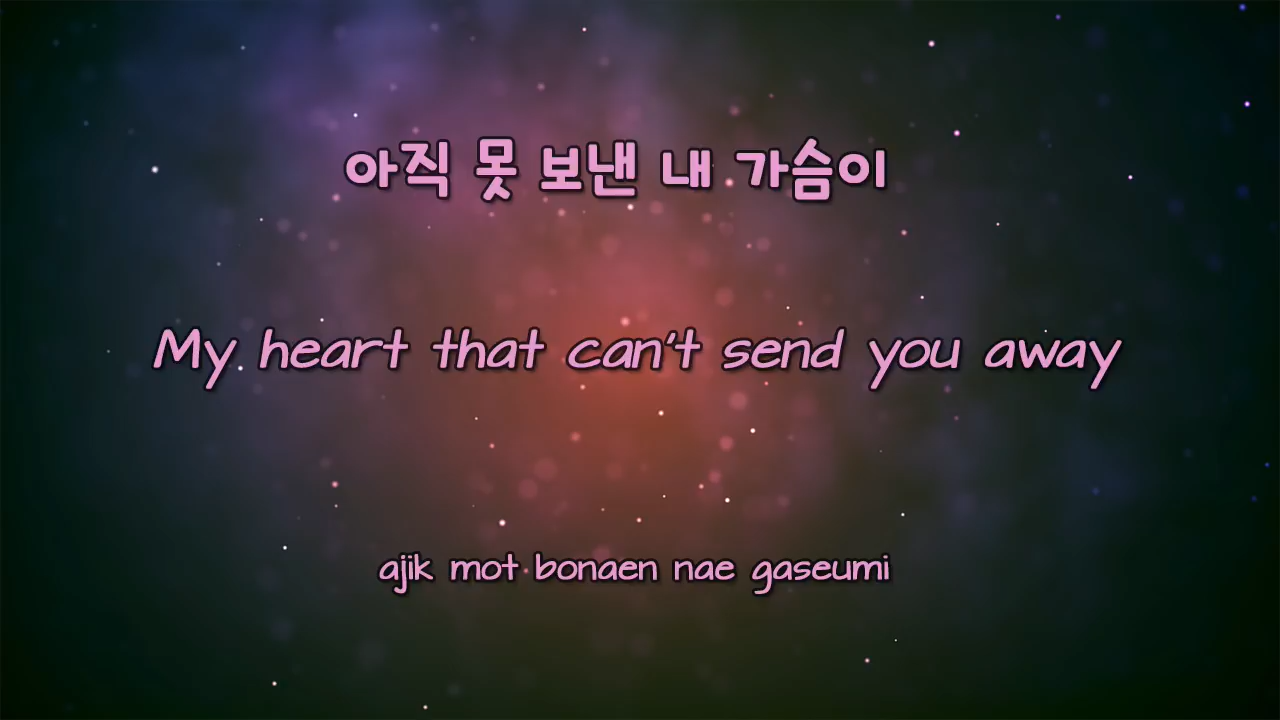 아직 못 보낸 내 가슴이
My heart that can't send you away
ajik mot bonaen nae gaseumi